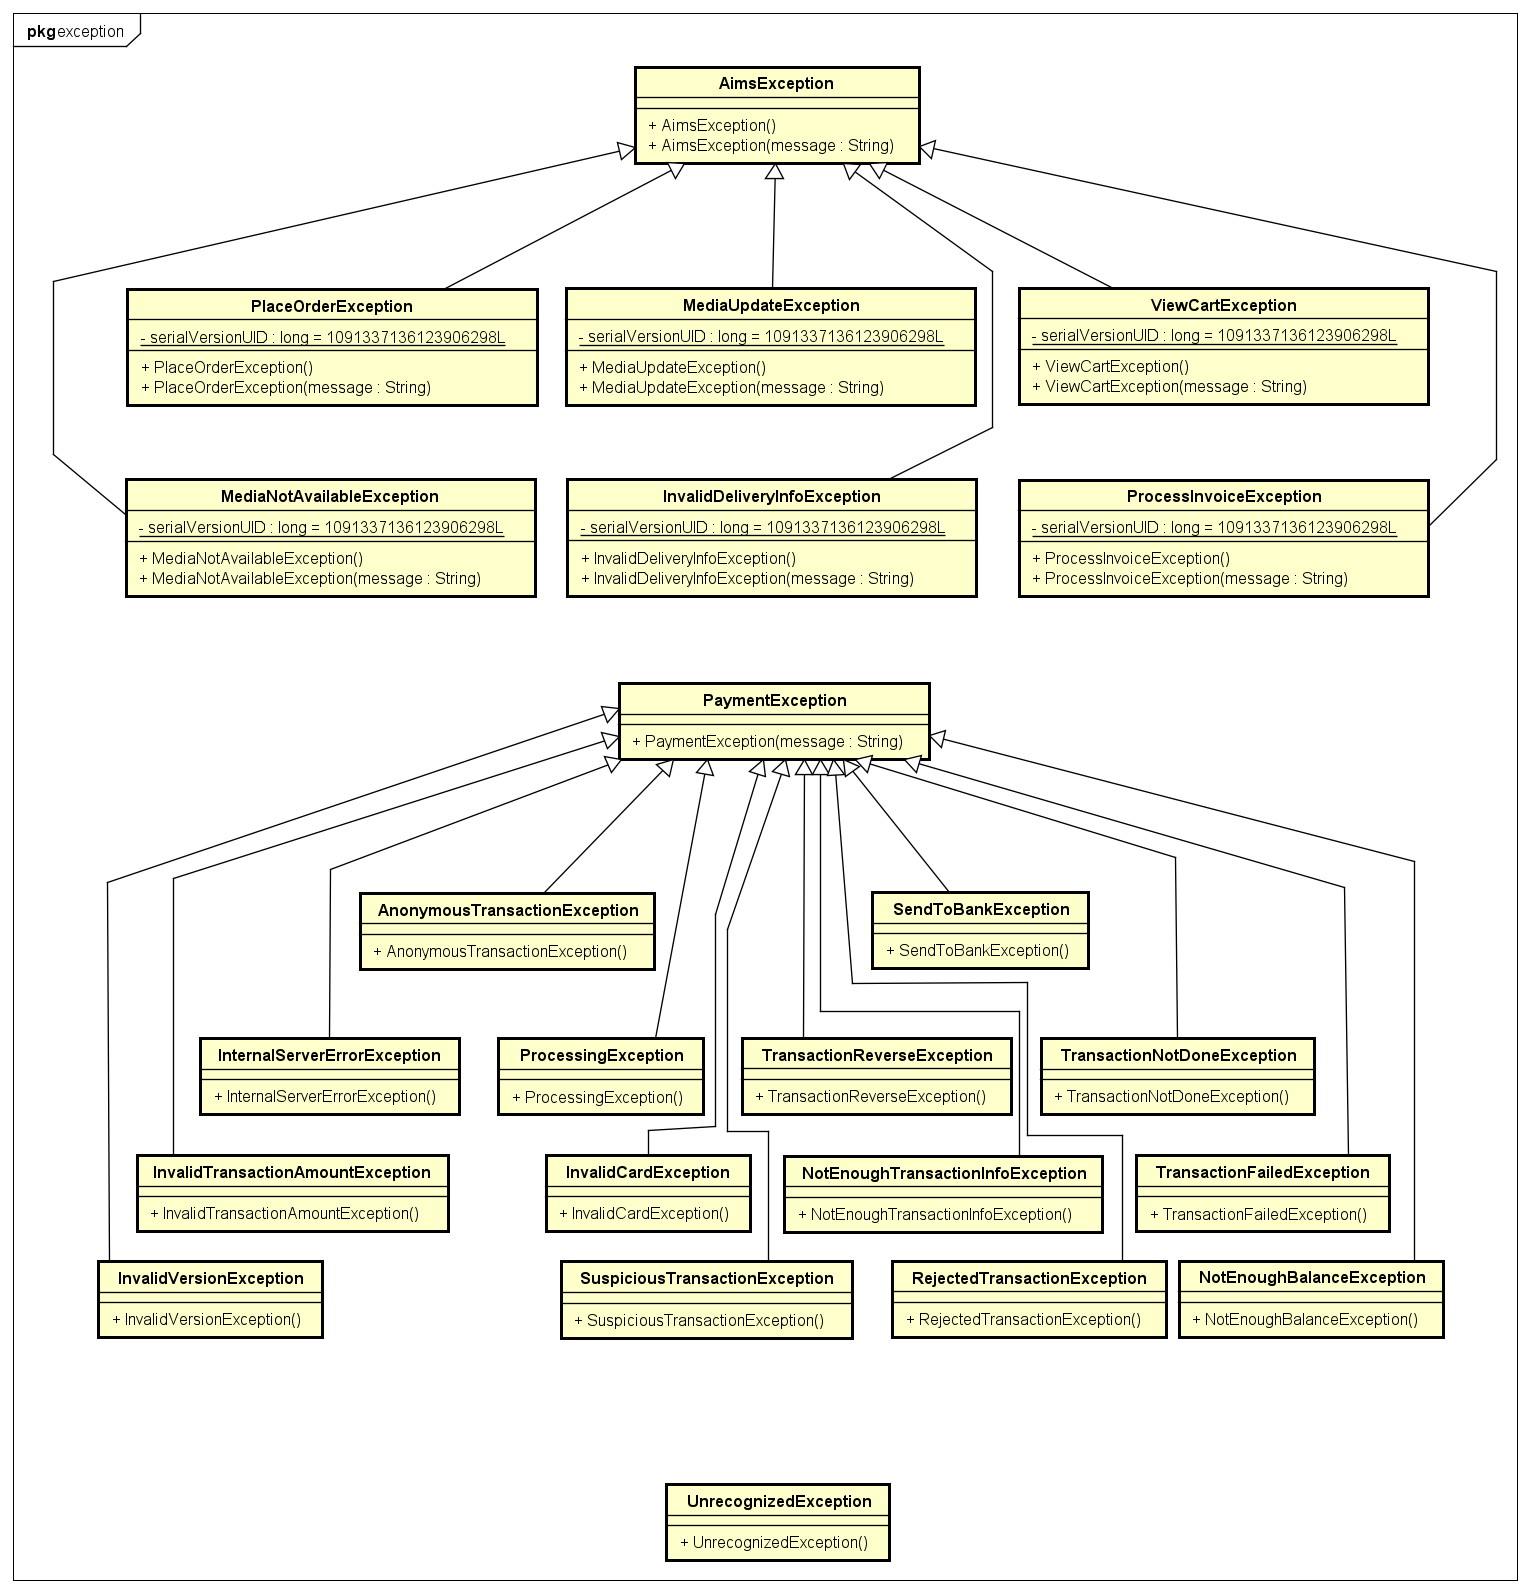 pkg exception
AimsException
+ AimsException()
+ AimsException(message : String)
PlaceOrderException
- serialVersionUID : long = 1091337136123906298L
+ PlaceOrderException()
+ PlaceOrderException(message : String)
MediaUpdateException
- serialVersionUID : long = 1091337136123906298L
+ MediaUpdateException()
+ MediaUpdateException(message : String)
ViewCartException
- serialVersionUID : long = 1091337136123906298L
+ ViewCartException()
+ ViewCartException(message : String)
MediaNotAvailableException
- serialVersionUID : long = 1091337136123906298L
+ MediaNotAvailableException()
+ MediaNotAvailableException(message : String)
InvalidDeliveryInfoException
- serialVersionUID : long = 1091337136123906298L
+ InvalidDeliveryInfoException()
+ InvalidDeliveryInfoException(message : String)
ProcessInvoiceException
- serialVersionUID : long = 1091337136123906298L
+ ProcessInvoiceException()
+ ProcessInvoiceException(message : String)
PaymentException
+ PaymentException(message : String)
AnonymousTransactionException
+ AnonymousTransactionException()
SendToBankException
+ SendToBankException()
InternalServerErrorException
+ InternalServerErrorException()
ProcessingException
+ ProcessingException()
TransactionReverseException
+ TransactionReverseException()
TransactionNotDoneException
+ TransactionNotDoneException()
InvalidTransactionAmountException
+ InvalidTransactionAmountException()
InvalidCardException
+ InvalidCardException()
NotEnoughTransactionInfoException
+ NotEnoughTransactionInfoException()
TransactionFailedException
+ TransactionFailedException()
InvalidVersionException
+ InvalidVersionException()
SuspiciousTransactionException
+ SuspiciousTransactionException()
RejectedTransactionException
+ RejectedTransactionException()
NotEnoughBalanceException
+ NotEnoughBalanceException()
UnrecognizedException
+ UnrecognizedException()